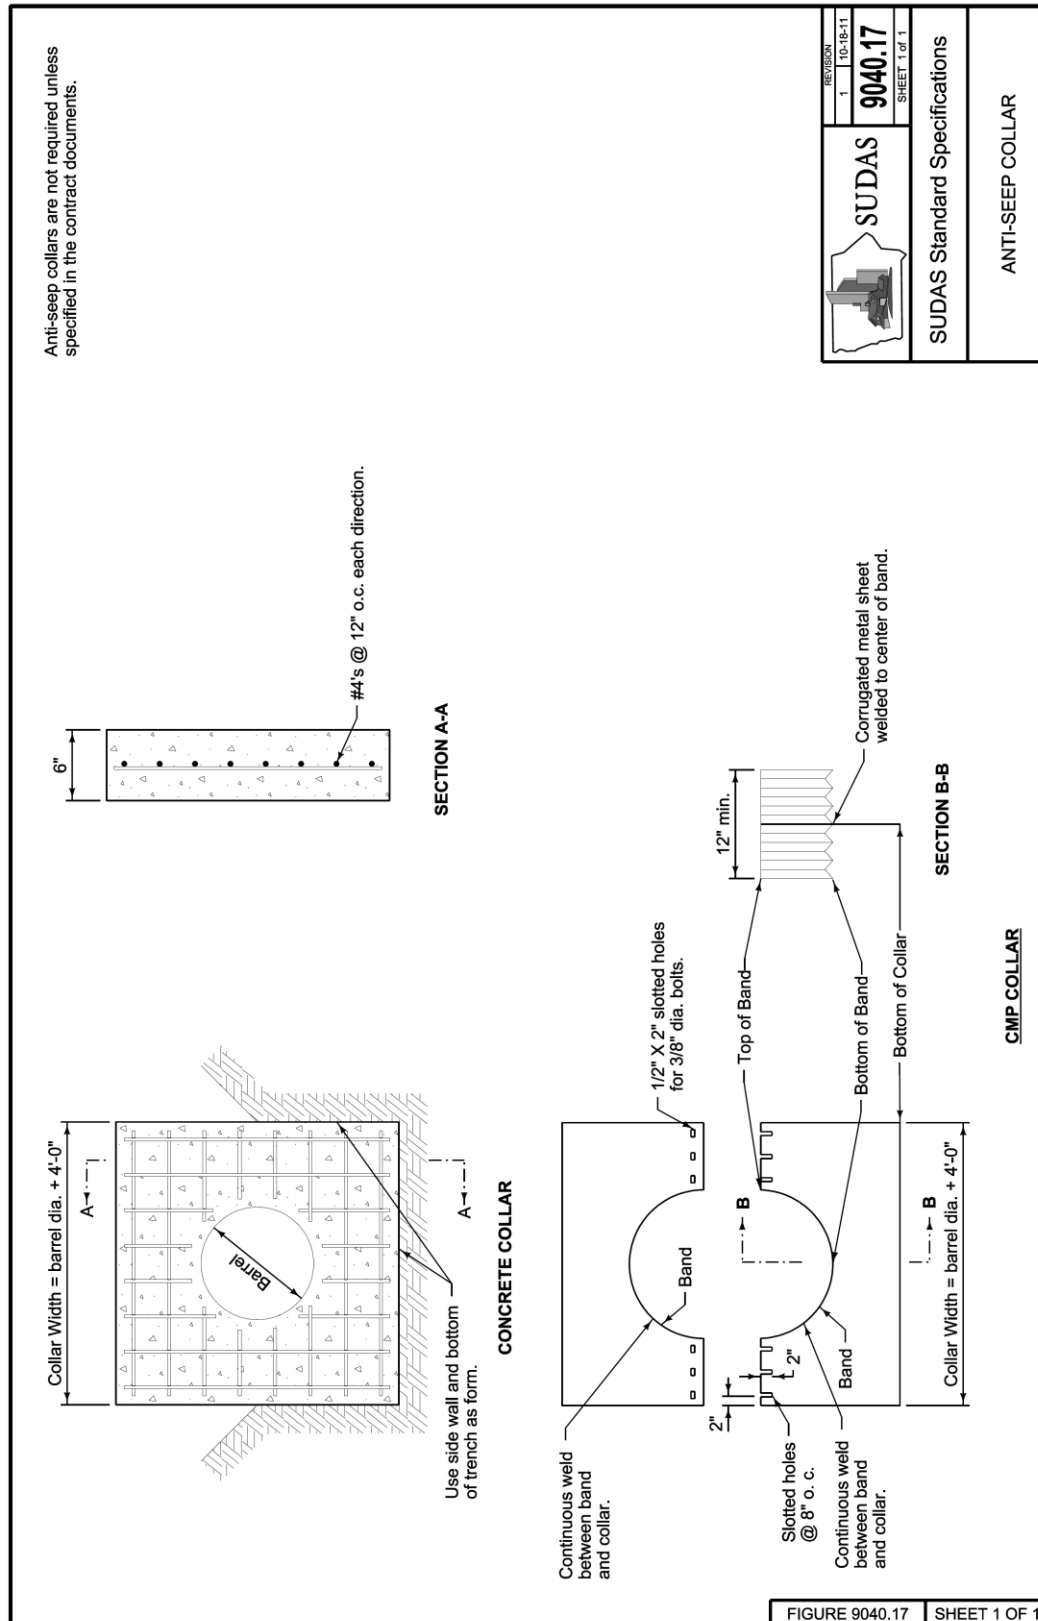 Anti-seep collars are not required unless
specified in the contract documents.
Collar Width = barrel dia. + 4'-0"
A
A
Barrel
Use side wall and bottom
of trench as form.
CONCRETE COLLAR
6"
#4's @ 12" o.c. each direction.
SECTION A-A
Continuous weld
between band
and collar.
Band
1/2" X 2" slotted holes
for 3/8" dia. bolts.
2"
2"
Slotted holes
@ 8" o. c.
Continuous weld
between band
and collar.
Band
B
B
Collar Width = barrel dia. + 4'-0"
Top of Band
Bottom of Band
Bottom of Collar
12" min.
Corrugated metal sheet
welded to center of band.
SECTION B-B
CMP COLLAR
SUDAS
REVISION
1 10-18-11
9040.17
SHEET 1 of 1
SUDAS Standard Specifications
ANTI-SEEP COLLAR
FIGURE 9040.17 SHEET 1 OF 1